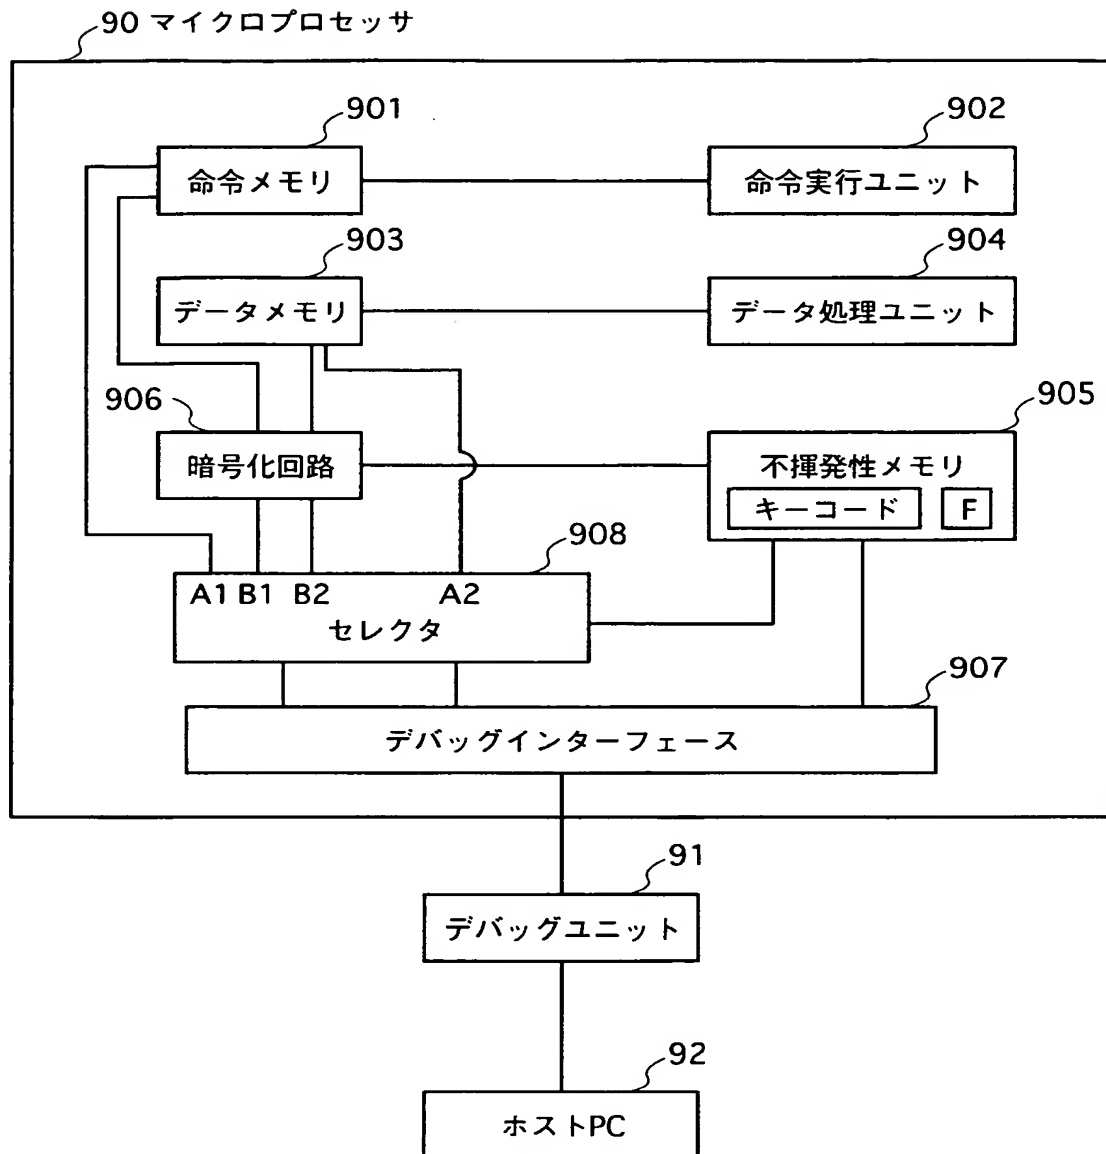 90 マイクロプロセッサ
901
902
命令メモリ
命令実行ユニット
903
904
データメモリ
データ処理ユニット
906
905
暗号化回路
不揮発性メモリ
キーコード F
908
A1 B1 B2 A2
セレクタ
907
デバッグインターフェース
91
デバッグユニット
92
ホストPC